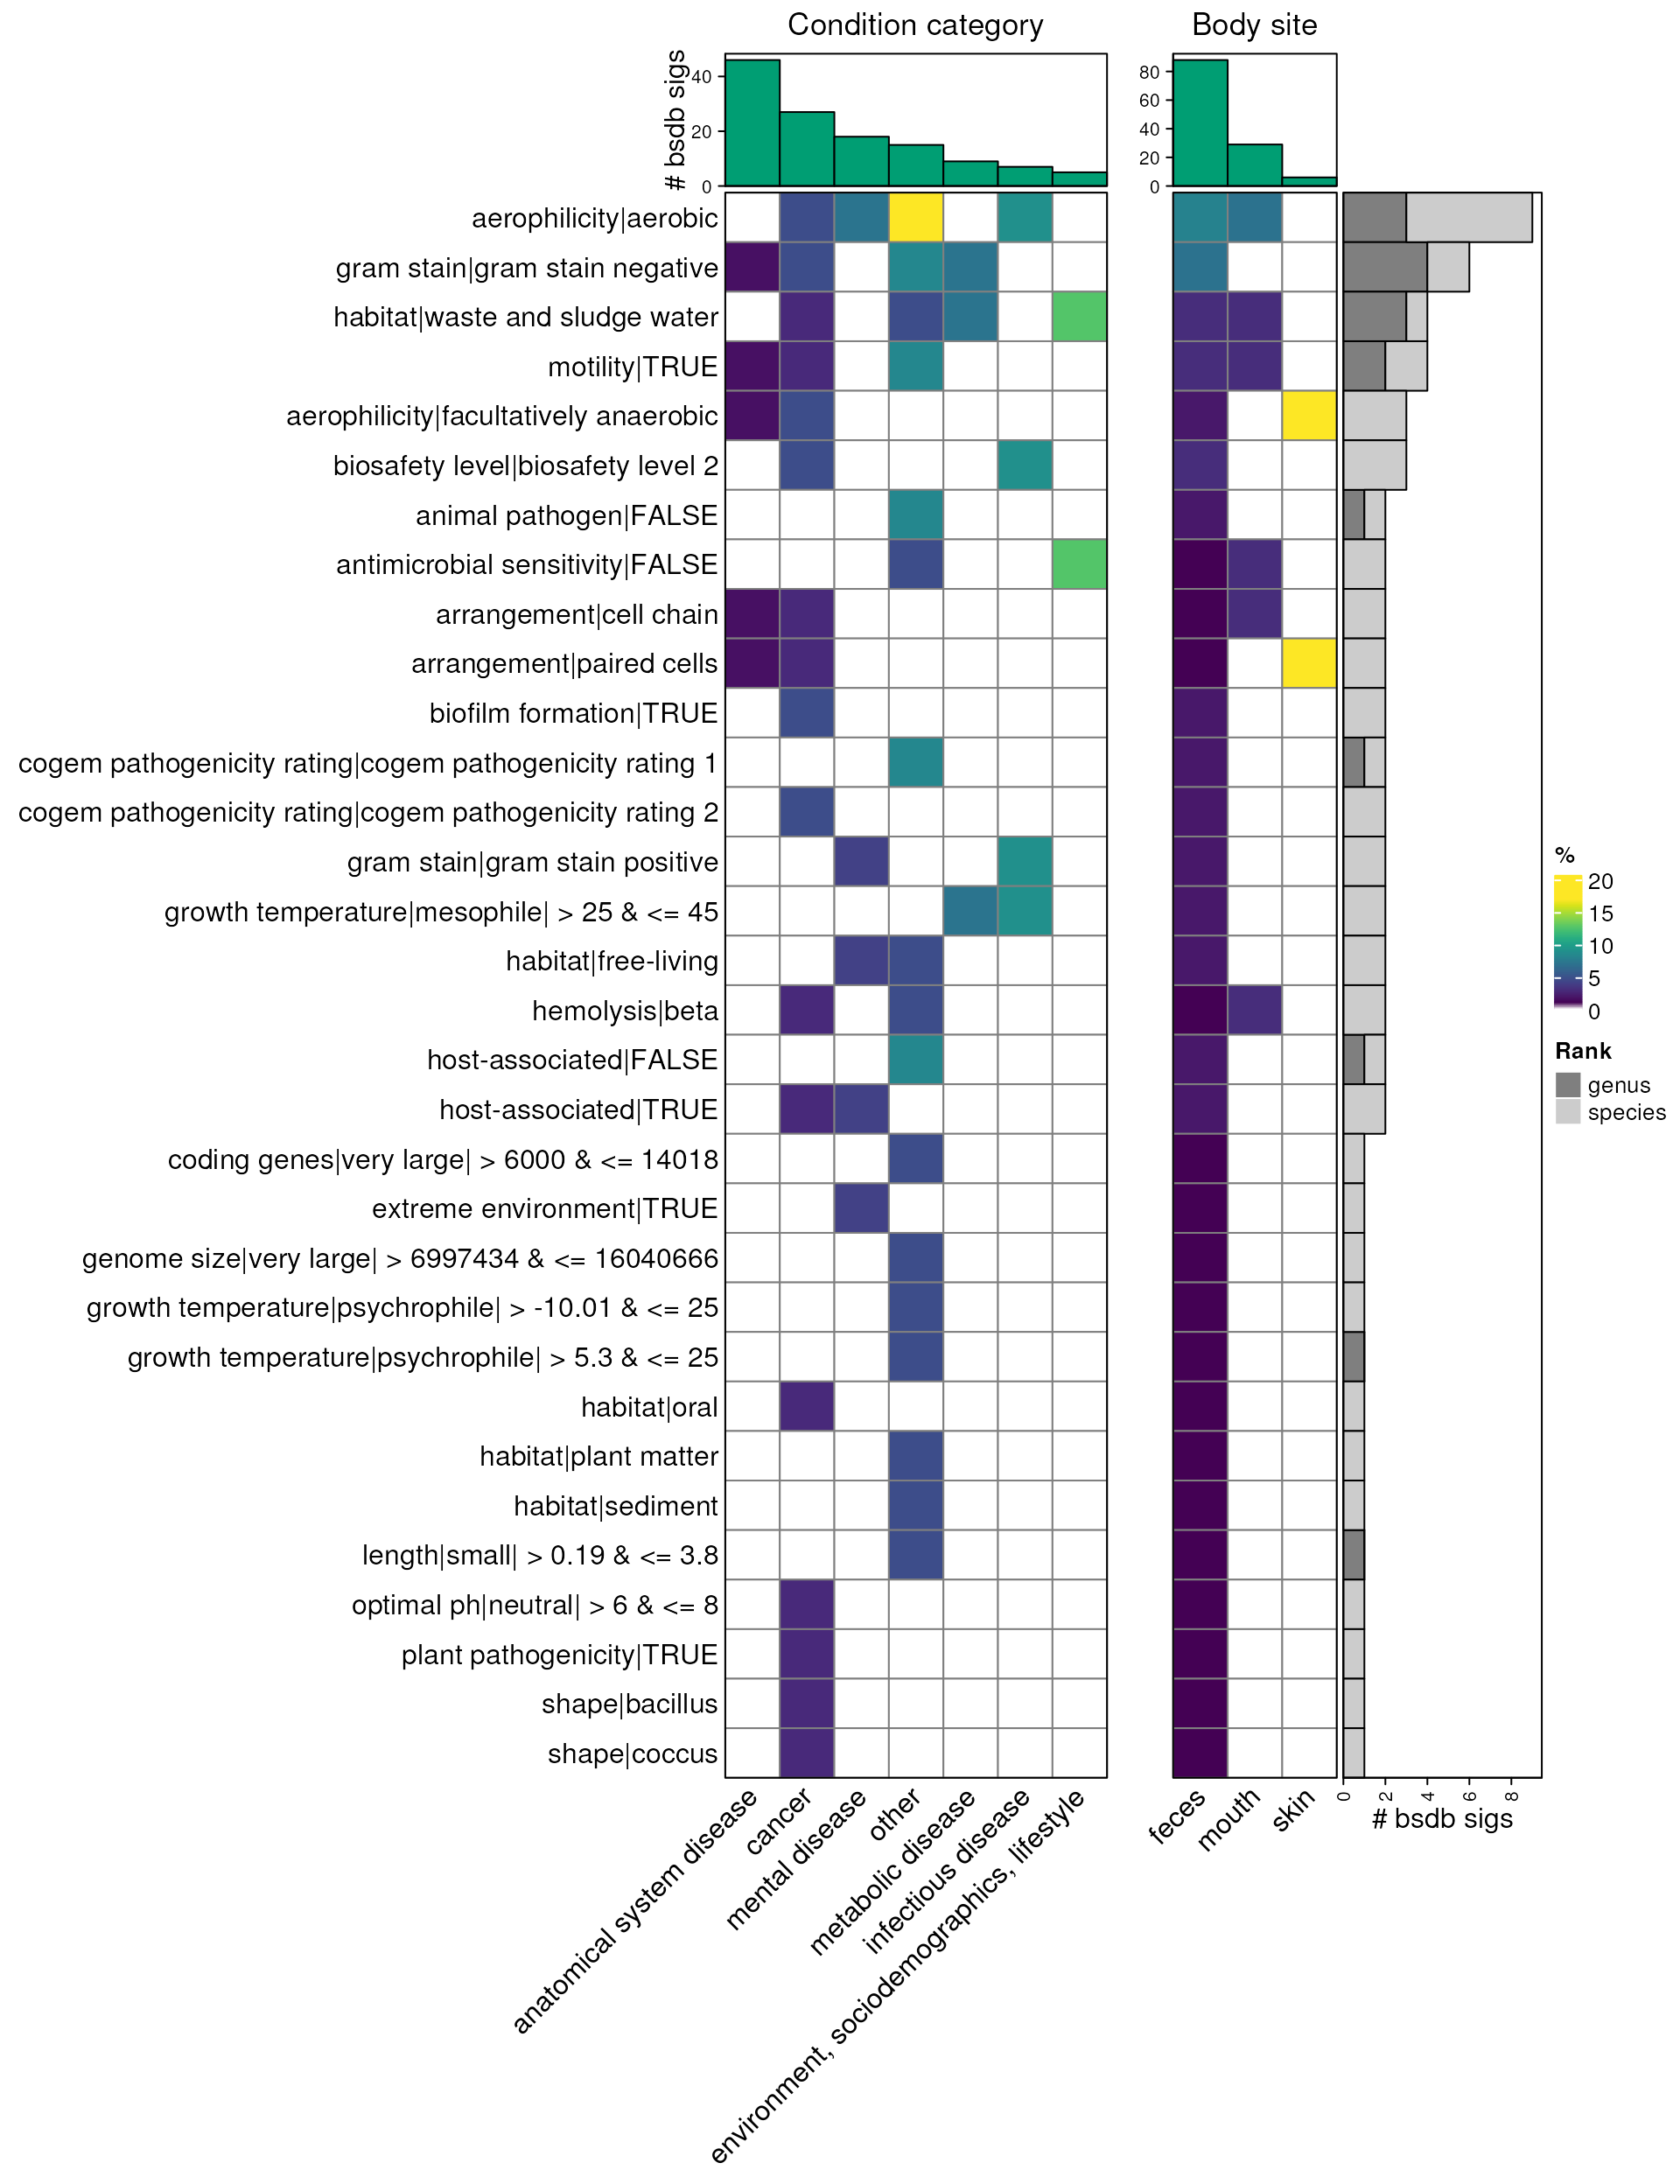 Condition category
Body site
# bsdb sigs
40
20
0
80
60
40
20
0
aerophilicity|aerobic
gram stain|gram stain negative
habitat|waste and sludge water
motility|TRUE
aerophilicity|facultatively anaerobic
biosafety level|biosafety level 2
animal pathogen|FALSE
antimicrobial sensitivity|FALSE
arrangement|cell chain
arrangement|paired cells
biofilm formation|TRUE
cogem pathogenicity rating|cogem pathogenicity rating 1
cogem pathogenicity rating|cogem pathogenicity rating 2
gram stain|gram stain positive
growth temperature|mesophile| > 25 & <= 45
habitat|free-living
hemolysis|beta
host-associated|FALSE
host-associated|TRUE
coding genes|very large| > 6000 & <= 14018
extreme environment|TRUE
genome size|very large| > 6997434 & <= 16040666
growth temperature|psychrophile| > -10.01 & <= 25
growth temperature|psychrophile| > 5.3 & <= 25
habitat|oral
habitat|plant matter
habitat|sediment
length|small| > 0.19 & <= 3.8
optimal ph|neutral| > 6 & <= 8
plant pathogenicity|TRUE
shape|bacillus
shape|coccus
anatomical system disease
cancer
mental disease
other
metabolic disease
infectious disease
environment, sociodemographics, lifestyle
feces
mouth
skin
0
2
4
6
8
# bsdb sigs
%
20
15
10
5
0
Rank
genus
species